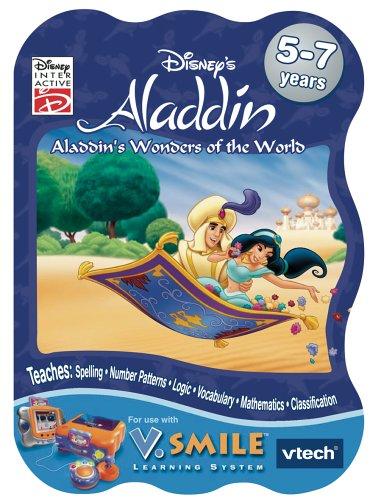 DISNEY
INTER
ACTIVE
DISNEY'S
Aladdin
Aladdin's Wonders of the World
5-7
years
Teaches: Spelling • Number Patterns • Logic • Vocabulary • Mathematics • Classification
For use with
V.SMILE™
LEARNING SYSTEM
vtech